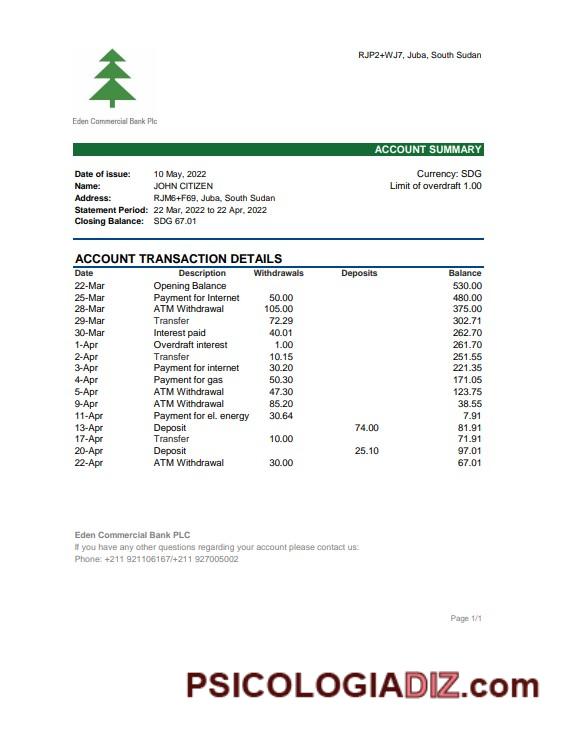 RJP2+WJ7, Juba, South Sudan
Eden Commercial Bank Plc
ACCOUNT SUMMARY
Date of issue: 10 May, 2022 Currency: SDG
Name: JOHN CITIZEN Limit of overdraft 1.00
Address: RJM6+F69, Juba, South Sudan
Statement Period: 22 Mar, 2022 to 22 Apr, 2022
Closing Balance: SDG 67.01
ACCOUNT TRANSACTION DETAILS
Date Description Withdrawals Deposits Balance
22-Mar Opening Balance 530.00
25-Mar Payment for Internet 50.00 480.00
28-Mar ATM Withdrawal 105.00 375.00
29-Mar Transfer 72.29 302.71
30-Mar Interest paid 40.01 262.70
1-Apr Overdraft interest 1.00 261.70
2-Apr Transfer 10.15 251.55
3-Apr Payment for internet 30.20 221.35
4-Apr Payment for gas 50.30 171.05
5-Apr ATM Withdrawal 47.30 123.75
9-Apr ATM Withdrawal 85.20 38.55
11-Apr Payment for el. energy 30.64 7.91
13-Apr Deposit 74.00 81.91
17-Apr Transfer 10.00 71.91
20-Apr Deposit 25.10 97.01
22-Apr ATM Withdrawal 30.00 67.01
Eden Commercial Bank PLC
If you have any other questions regarding your account please contact us:
Phone: +211 921106167/+211 927005002
Page 1/1
PSICOLOGIADIZ.com